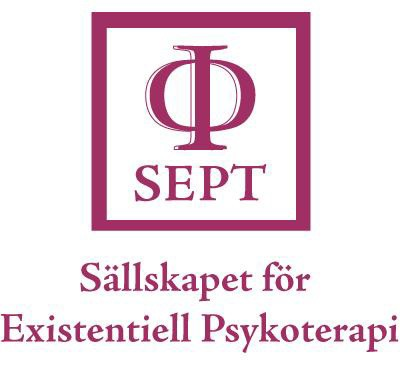 Φ
SEPT
Sällskapet för
Existentiell Psykoterapi